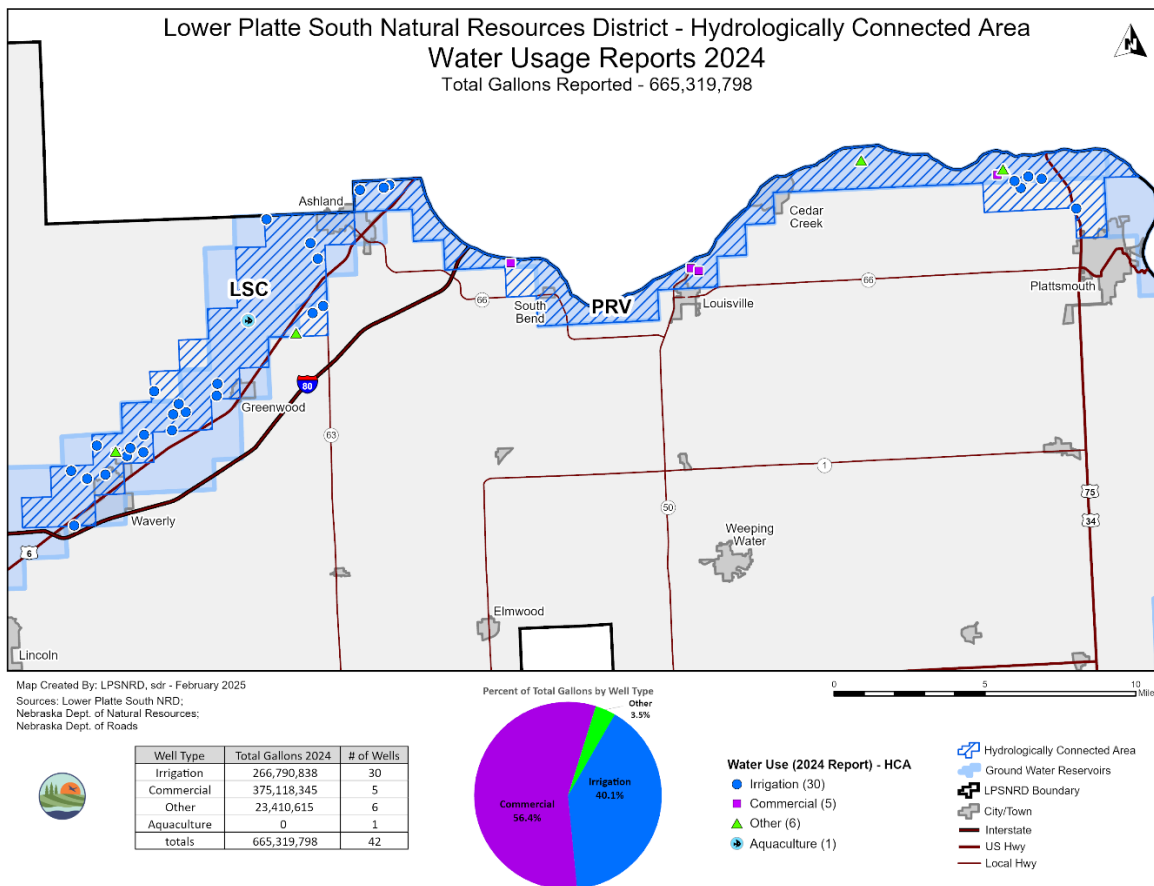 Lower Platte South Natural Resources District - Hydrologically Connected Area
Water Usage Reports 2024
Total Gallons Reported - 665,319,798
N
Ashland
Cedar
Creek
LSC
PRV
South
Bend
66
Louisville
66
Plattsmouth
80
Greenwood
63
1
50
75
34
Waverly
6
Weeping
Water
Elmwood
Lincoln
Map Created By: LPSNRD, sdr - February 2025
Sources: Lower Platte South NRD;
Nebraska Dept. of Natural Resources;
Nebraska Dept. of Roads
0 5 10
Mile
Well Type Total Gallons 2024 # of Wells
Irrigation 266,790,838 30
Commercial 375,118,345 5
Other 23,410,615 6
Aquaculture 0 1
totals 665,319,798 42
Percent of Total Gallons by Well Type
Other
3.5%
Irrigation
40.1%
Commercial
56.4%
Water Use (2024 Report) - HCA
Irrigation (30)
Commercial (5)
Other (6)
Aquaculture (1)
Hydrologically Connected Area
Ground Water Reservoirs
LPSNRD Boundary
City/Town
Interstate
US Hwy
Local Hwy